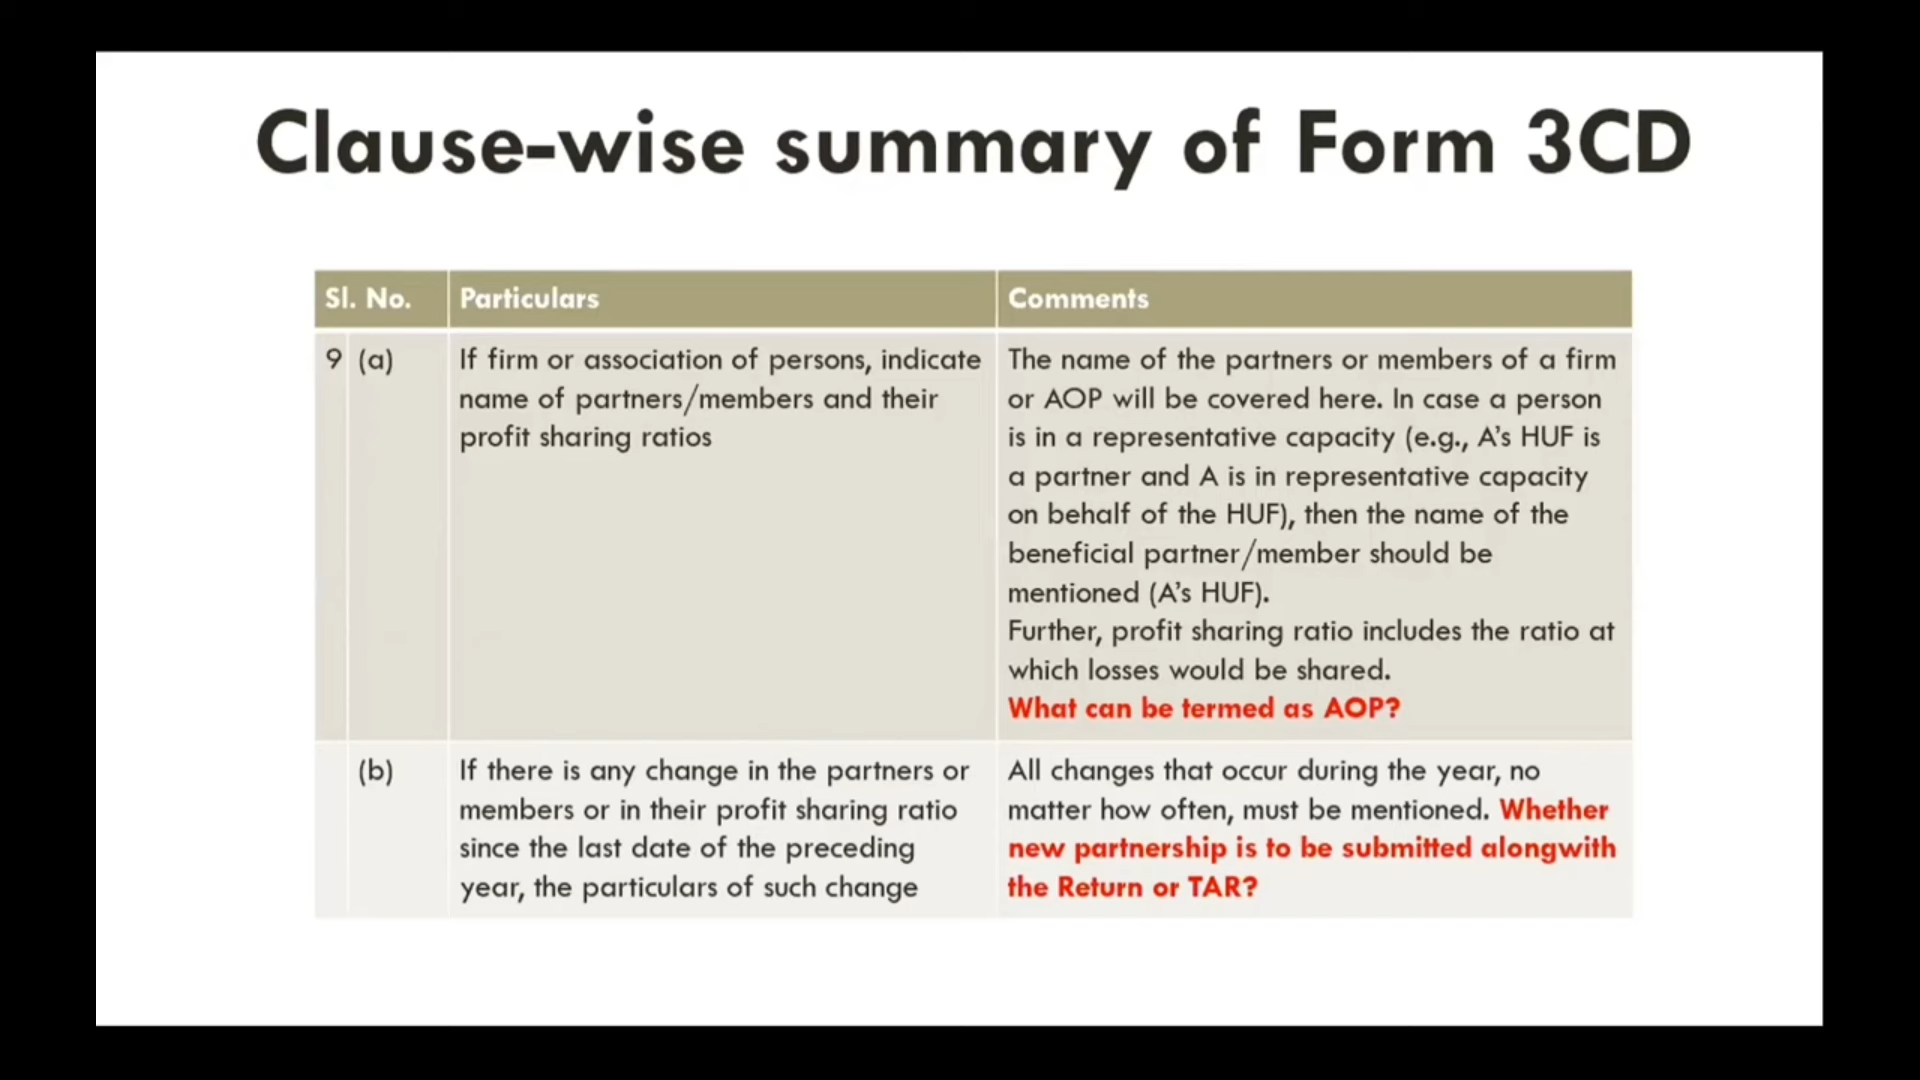 Clause-wise summary of Form 3CD
Sl. No. Particulars Comments
9 (a) If firm or association of persons, indicate
name of partners/members and their
profit sharing ratios
The name of the partners or members of a firm
or AOP will be covered here. In case a person
is in a representative capacity (e.g., A's HUF is
a partner and A is in representative capacity
on behalf of the HUF), then the name of the
beneficial partner/member should be
mentioned (A's HUF).
Further, profit sharing ratio includes the ratio at
which losses would be shared.
What can be termed as AOP?
(b) If there is any change in the partners or
members or in their profit sharing ratio
since the last date of the preceding
year, the particulars of such change
All changes that occur during the year, no
matter how often, must be mentioned. Whether
new partnership is to be submitted alongwith
the Return or TAR?